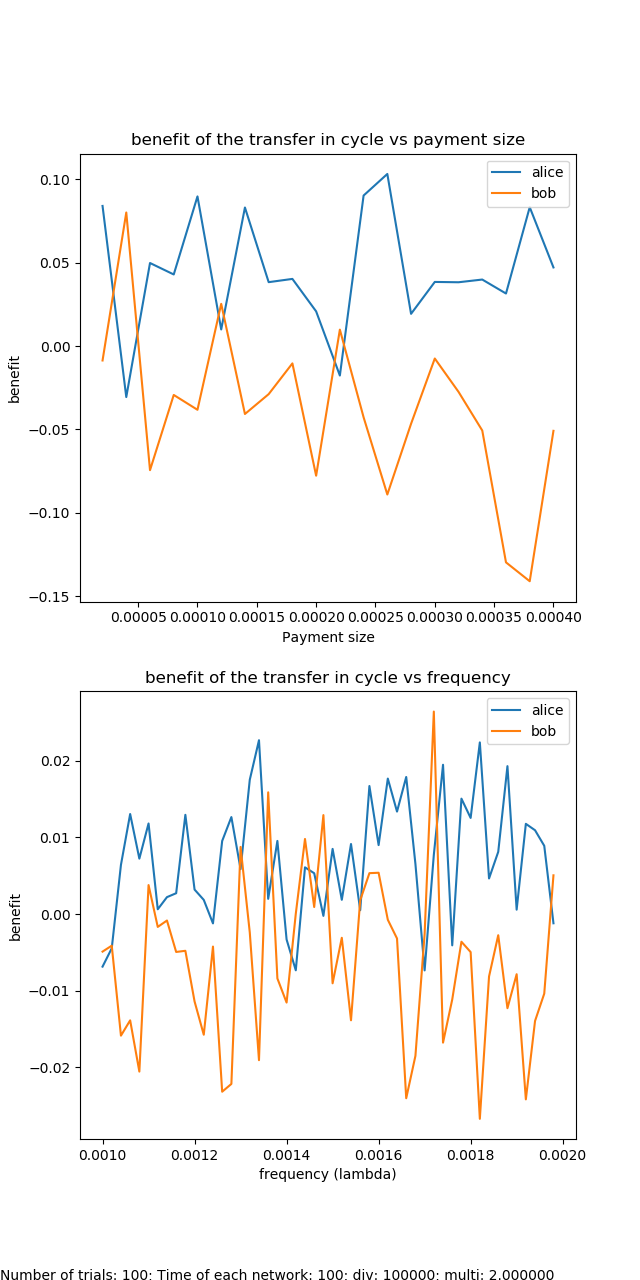 benefit of the transfer in cycle vs payment size
alice
bob
0.10
0.05
0.00
−0.05
−0.10
−0.15
benefit
0.00005 0.00010 0.00015 0.00020 0.00025 0.00030 0.00035 0.00040
Payment size
benefit of the transfer in cycle vs frequency
alice
bob
0.02
0.01
0.00
−0.01
−0.02
benefit
0.0010 0.0012 0.0014 0.0016 0.0018 0.0020
frequency (lambda)
Number of trials: 100: Time of each network: 100: div: 100000: multi: 2.000000